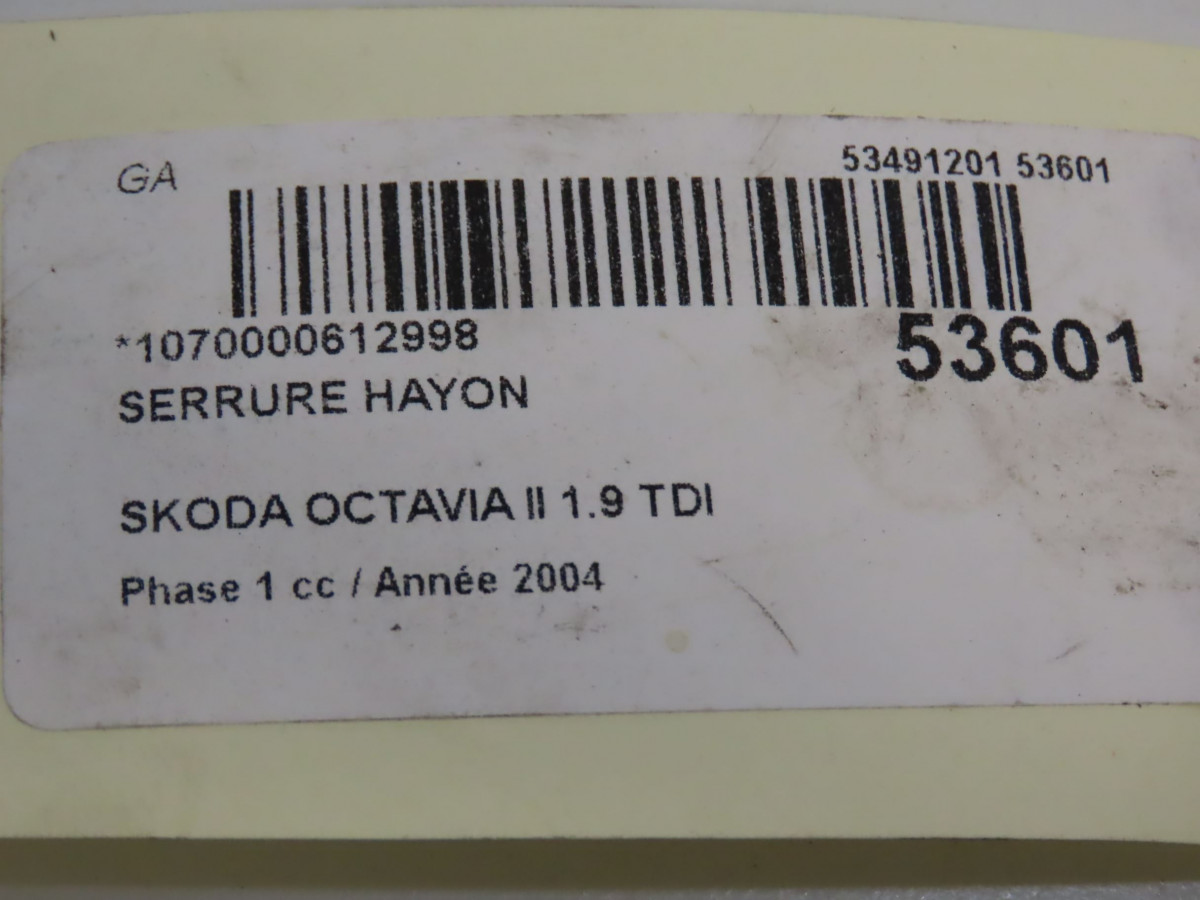 GA
53491201 53601
*1070000612998
53601
SERRURE HAYON
SKODA OCTAVIA II 1.9 TDI
Phase 1 cc / Année 2004